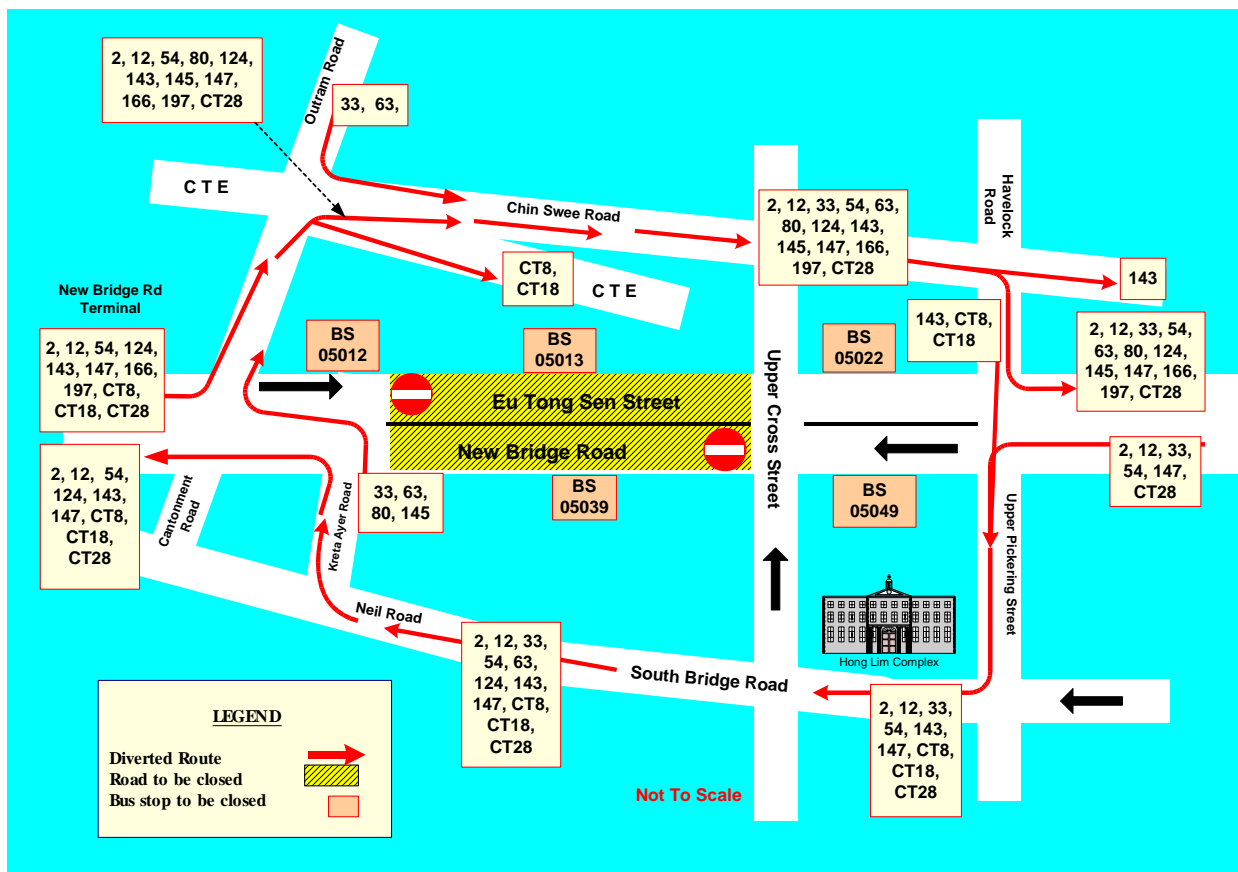 2, 12, 54, 80, 124,
143, 145, 147,
166, 197, CT28
Outram Road
33,  63,
C T E
Chin Swee Road
2, 12, 33, 54, 63,
80, 124, 143,
145, 147, 166,
197, CT28
Havelock
Road
143
CT8,
CT18
C T E
New Bridge Rd
Terminal
2, 12, 54, 124,
143, 147, 166,
197, CT8,
CT18, CT28
BS
05012
BS
05013
BS
05022
143, CT8,
CT18
2, 12, 33, 54,
63, 80, 124,
145, 147, 166,
197, CT28
Eu Tong Sen Street
New Bridge Road
Upper Cross Street
2, 12,  54,
124, 143,
147, CT8,
CT18,
CT28
Cantonment
Road
Kreta Ayer Road
33, 63,
80, 145
BS
05039
BS
05049
2, 12, 33,
54, 147,
CT28
Upper Pickering Street
Neil Road
Hong Lim Complex
2, 12, 33,
54, 63,
124, 143,
147, CT8,
CT18,
CT28
South Bridge Road
2, 12, 33,
54, 143,
147, CT8,
CT18,
CT28
LEGEND
Diverted Route
Road to be closed
Bus stop to be closed
Not To Scale